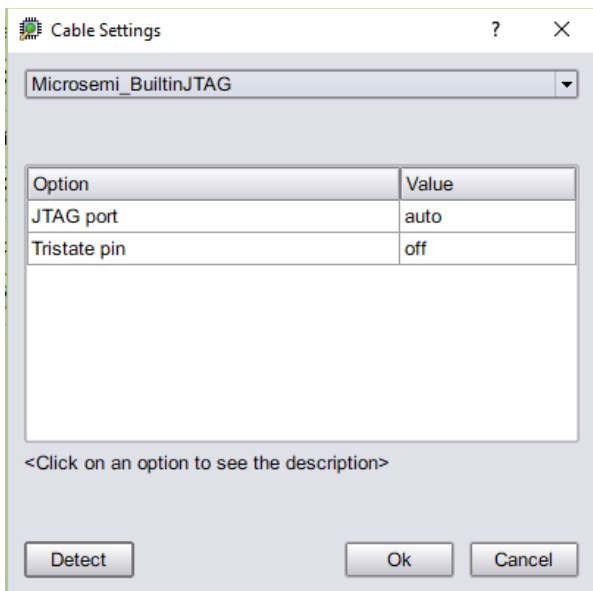 Cable Settings ? ×
Microsemi_BuiltinJTAG
Option Value
JTAG port auto
Tristate pin off
<Click on an option to see the description>
Detect Ok Cancel